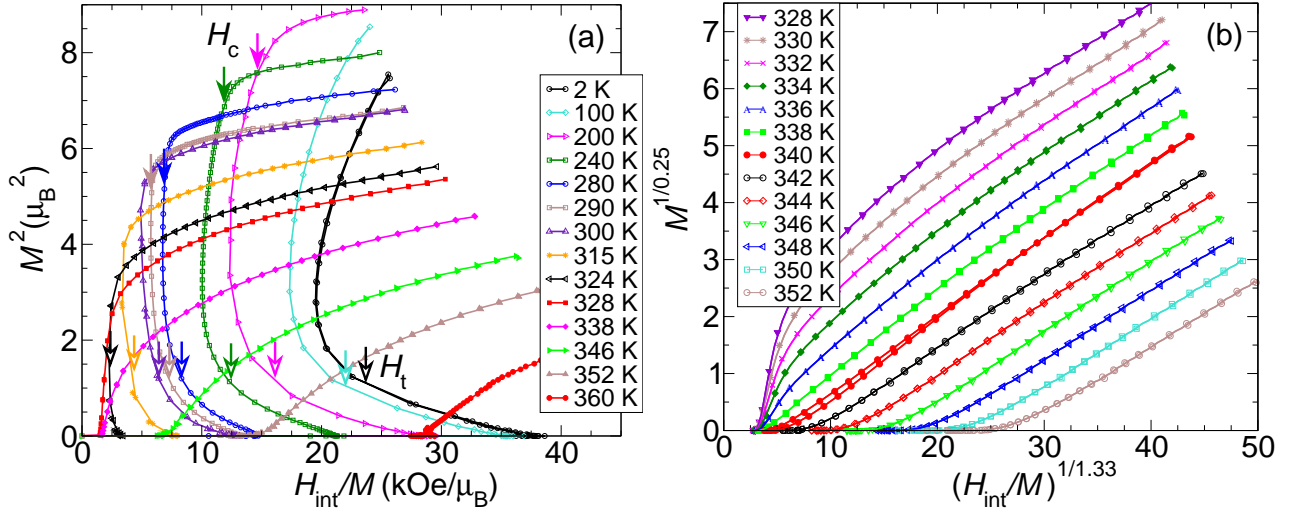 (a)
H_c
H_t
2 K
100 K
200 K
240 K
280 K
290 K
300 K
315 K
324 K
328 K
338 K
346 K
352 K
360 K
M^2(μ_B^2)
8
6
4
2
0
0 10 20 30 40
H_int/M (kOe/μ_B)
(b)
328 K
330 K
332 K
334 K
336 K
338 K
340 K
342 K
344 K
346 K
348 K
350 K
352 K
M^1/0.25
7
6
5
4
3
2
1
0
0 10 20 30 40 50
(H_int/M)^1/1.33